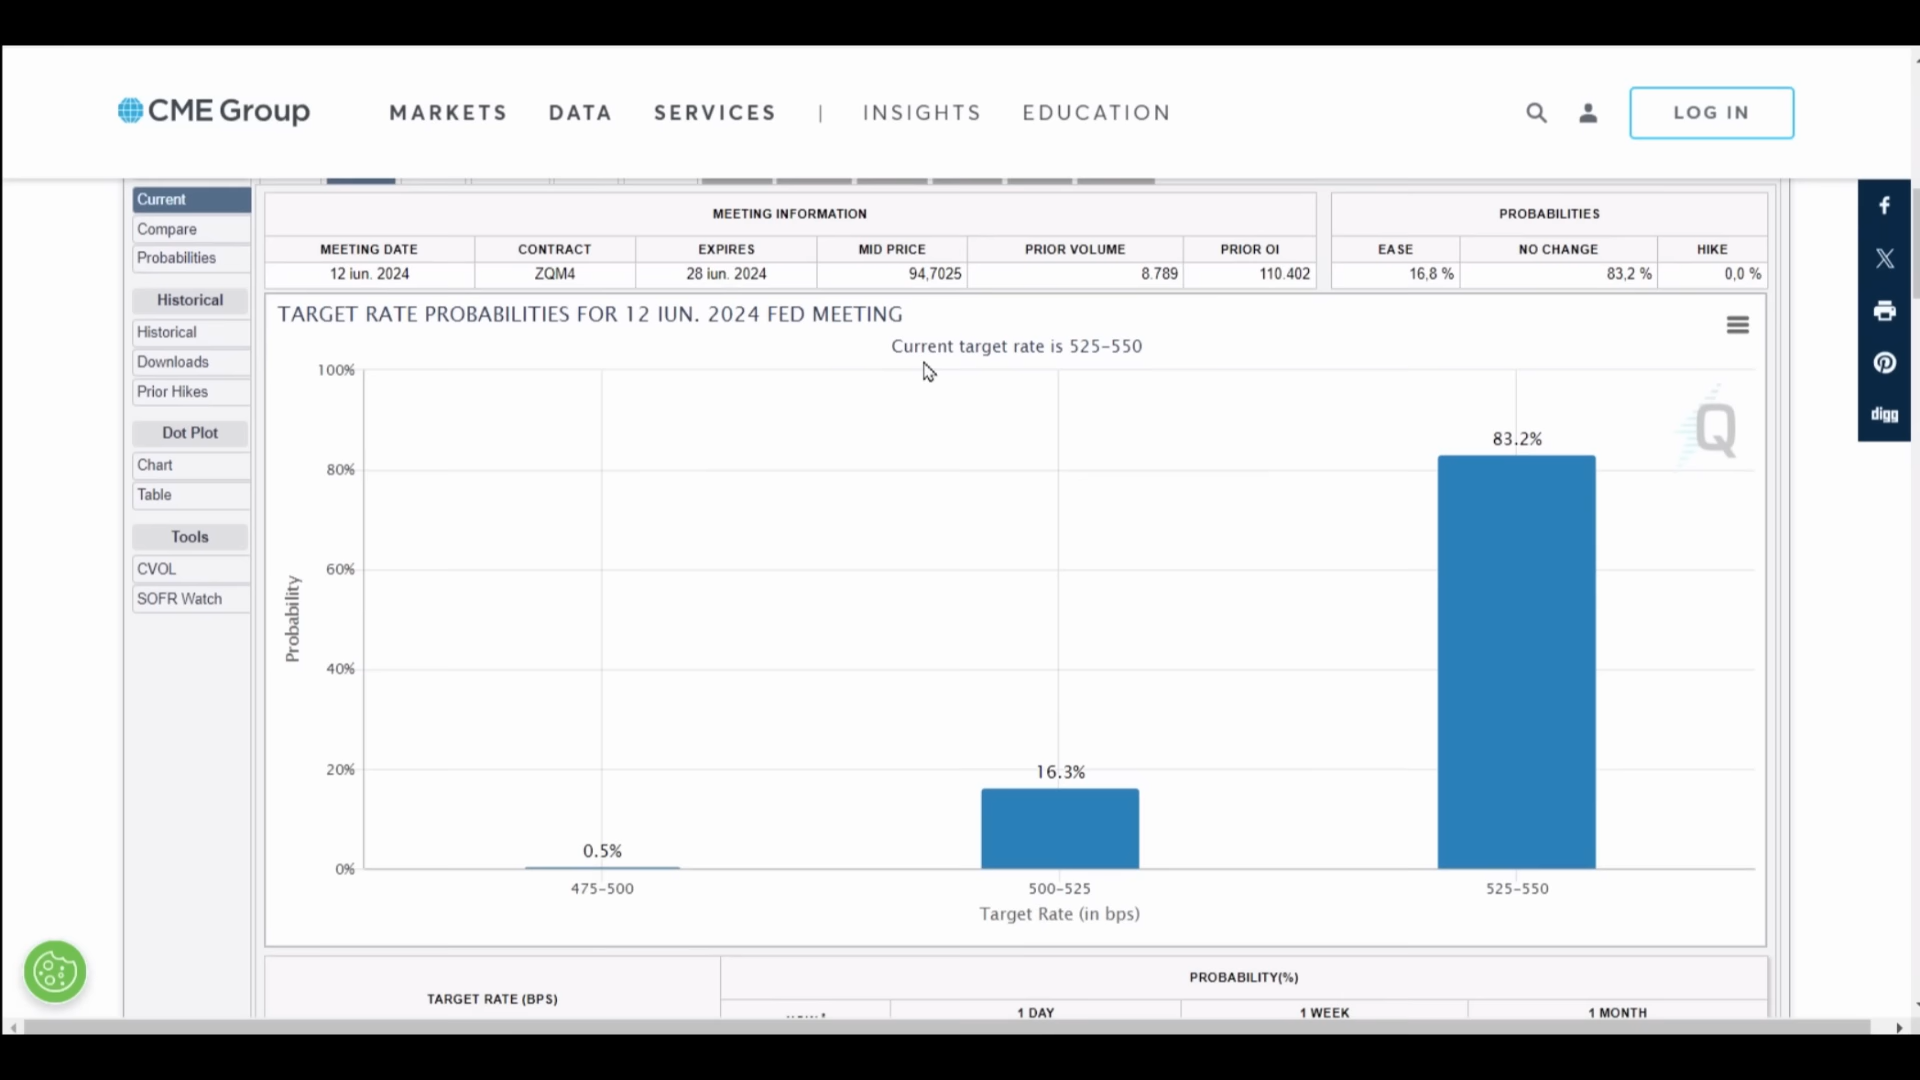 CME Group
MARKETS DATA SERVICES | INSIGHTS EDUCATION
LOG IN
Current
Compare
Probabilities
Historical
Historical
Downloads
Prior Hikes
Dot Plot
Chart
Table
Tools
CVOL
SOFR Watch
MEETING INFORMATION
MEETING DATE CONTRACT EXPIRES MID PRICE PRIOR VOLUME PRIOR OI
12 iun. 2024 ZQM4 28 iun. 2024 94,7025 8.789 110.402
PROBABILITIES
EASE NO CHANGE HIKE
16,8 % 83,2 % 0,0 %
TARGET RATE PROBABILITIES FOR 12 IUN. 2024 FED MEETING
Current target rate is 525-550
100%
80%
60%
40%
20%
0%
Probability
0.5%
16.3%
83.2%
Q
475-500 500-525 525-550
Target Rate (in bps)
TARGET RATE (BPS)
PROBABILITY(%)
1 DAY 1 WEEK 1 MONTH
f
X
digg